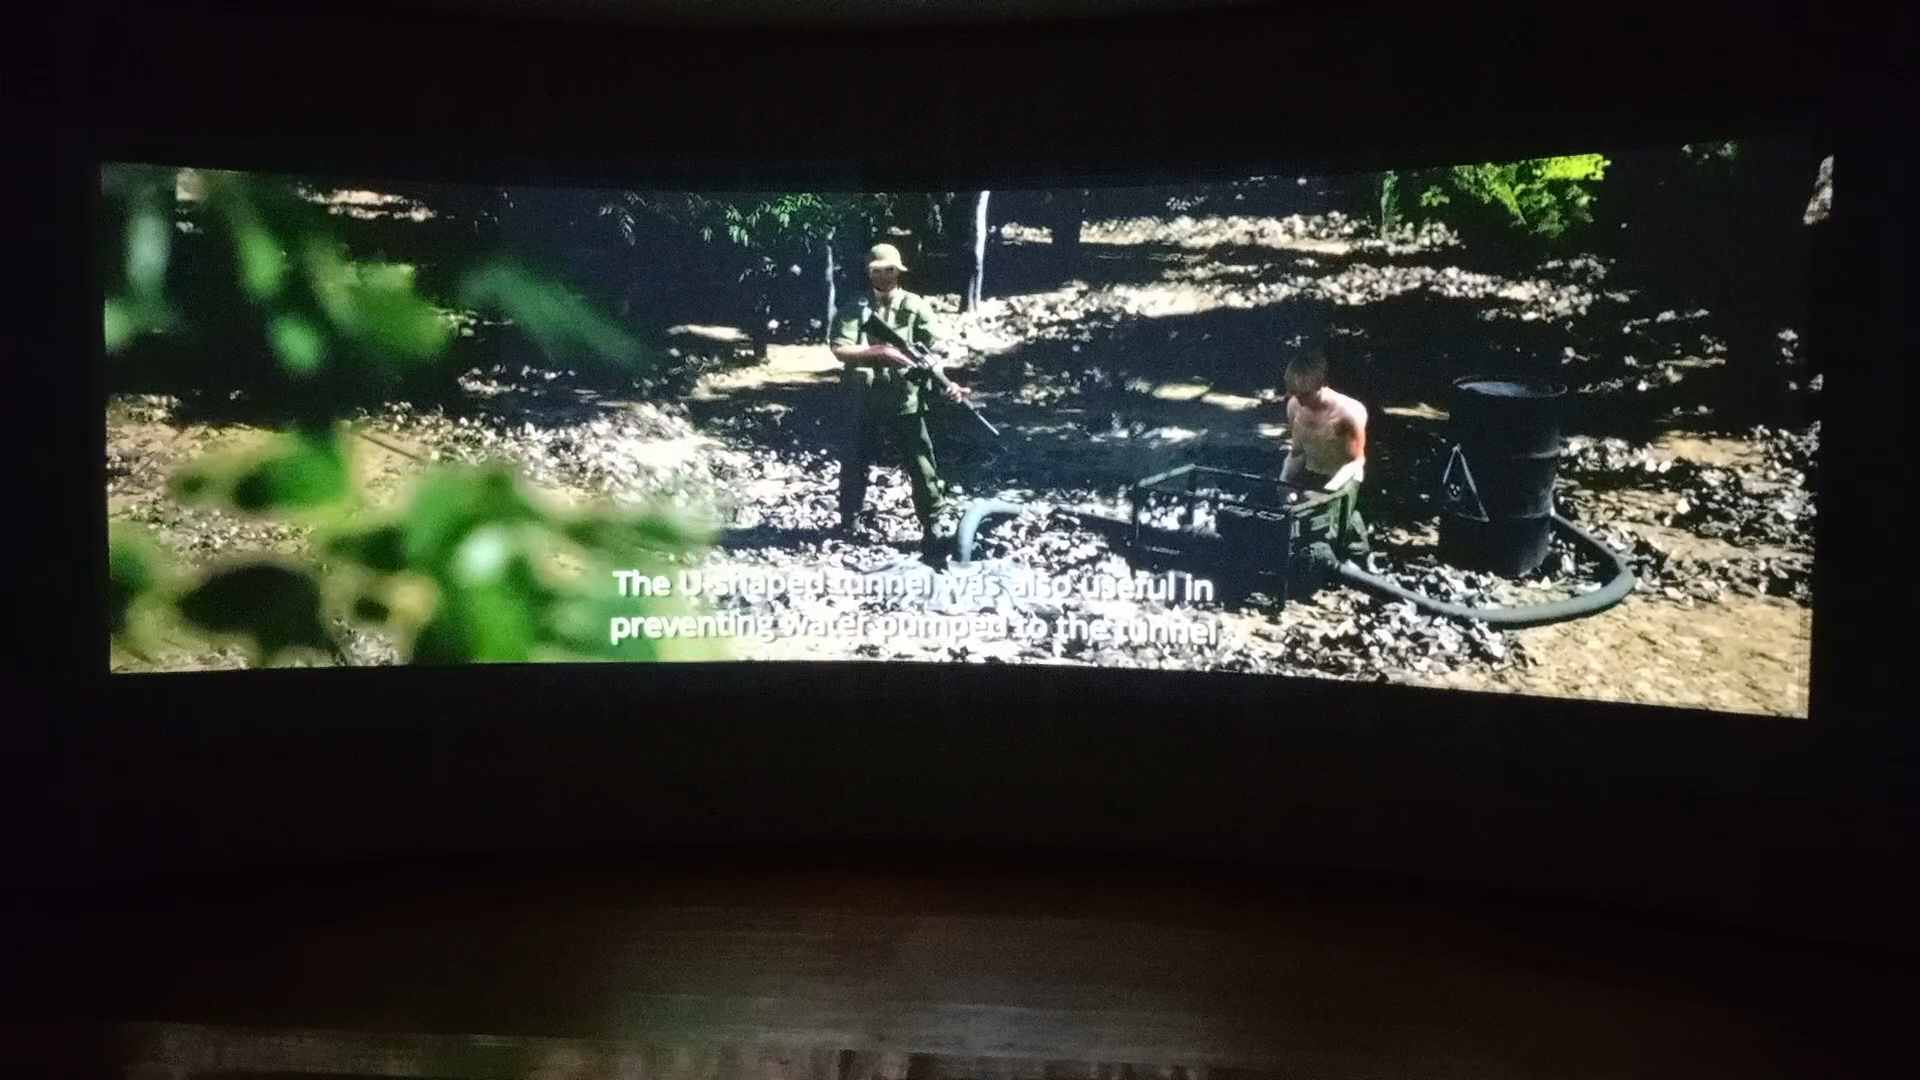 The U-shaped tunnel was also useful in
preventing water pumped to the tunnel